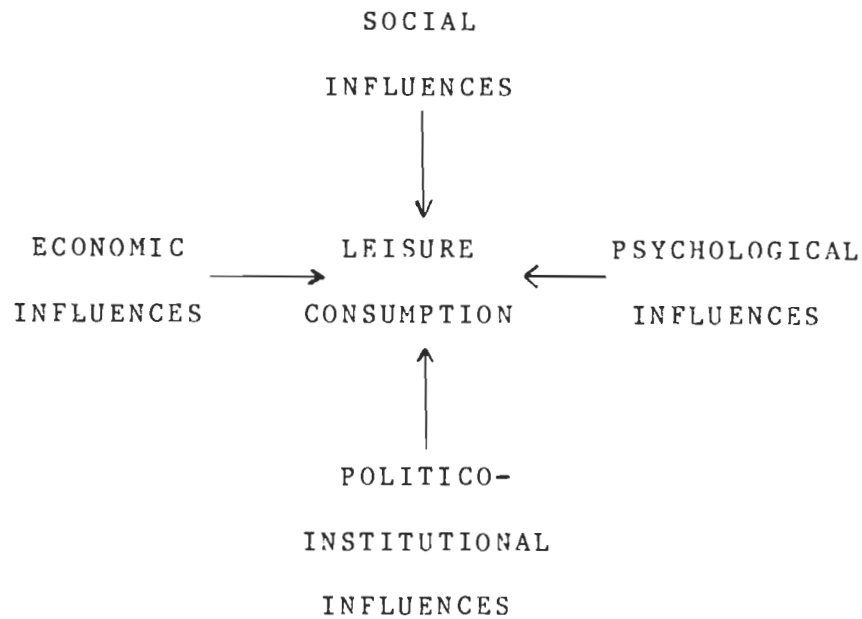 SOCIAL
INFLUENCES
ECONOMIC
INFLUENCES
LEISURE
CONSUMPTION
PSYCHOLOGICAL
INFLUENCES
POLITICO-
INSTITUTIONAL
INFLUENCES